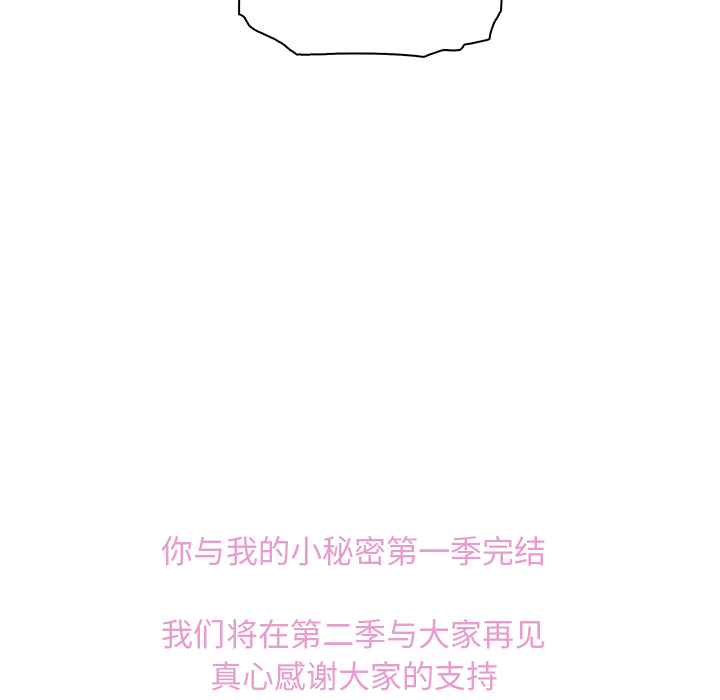 你与我的小秘密第一季完结
我们将在第二季与大家再见
真心感谢大家的支持